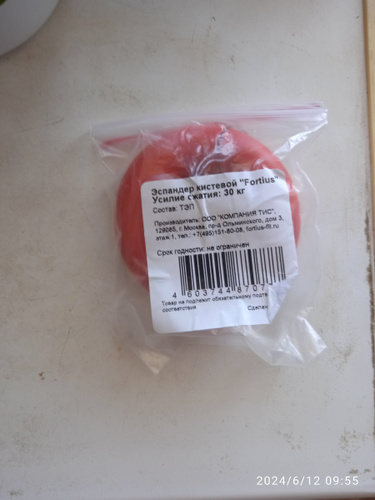 Эспандер кистевой "Fortius"
Усилие сжатия: 30 кг
Состав: ТЭП
Производитель: ООО "КОМПАНИЯ ТИС",
129085, г. Москва, пр-д Ольминского, дом 3,
этаж 1, тел.: +7(495)151-80-08, fortius-fit.ru
Срок годности: не ограничен
4 603744 8707
Товар не подлежит обязательному подтв
соответствия Сделан
2024/6/12 09:55